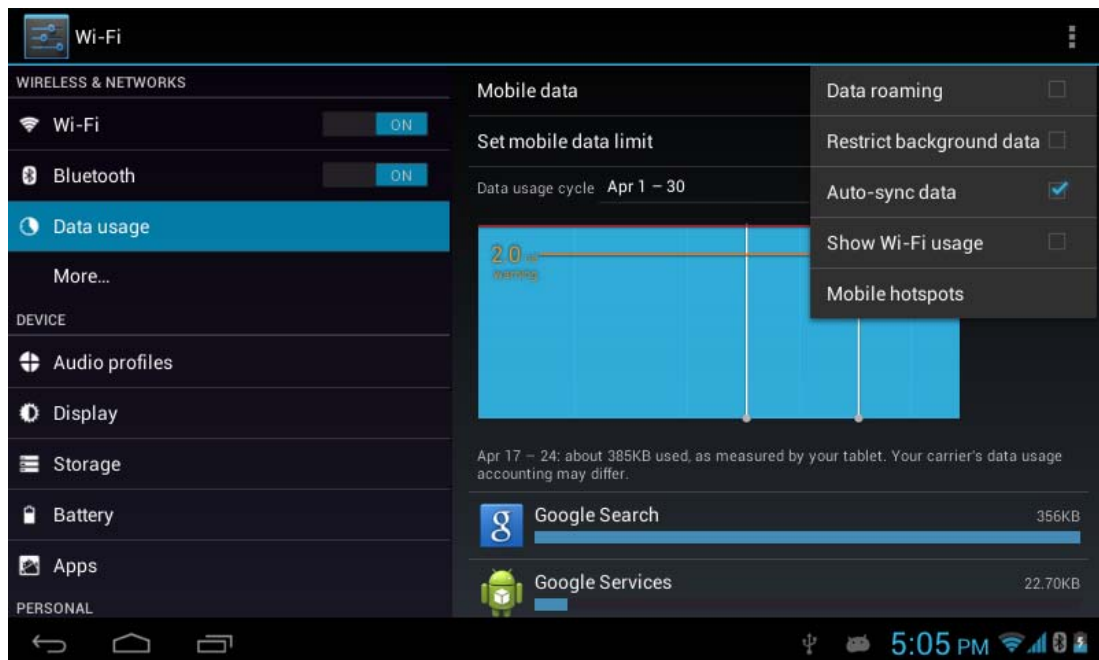 Wi-Fi
WIRELESS & NETWORKS
Wi-Fi ON
Bluetooth ON
Data usage
More...
DEVICE
Audio profiles
Display
Storage
Battery
Apps
PERSONAL
Mobile data
Set mobile data limit
Data usage cycle Apr 1 – 30
2.0
warning
Apr 17 – 24: about 385KB used, as measured by your tablet. Your carrier's data usage
accounting may differ.
Google Search 356KB
Google Services 22.70KB
Data roaming
Restrict background data
Auto-sync data
Show Wi-Fi usage
Mobile hotspots
5:05 PM